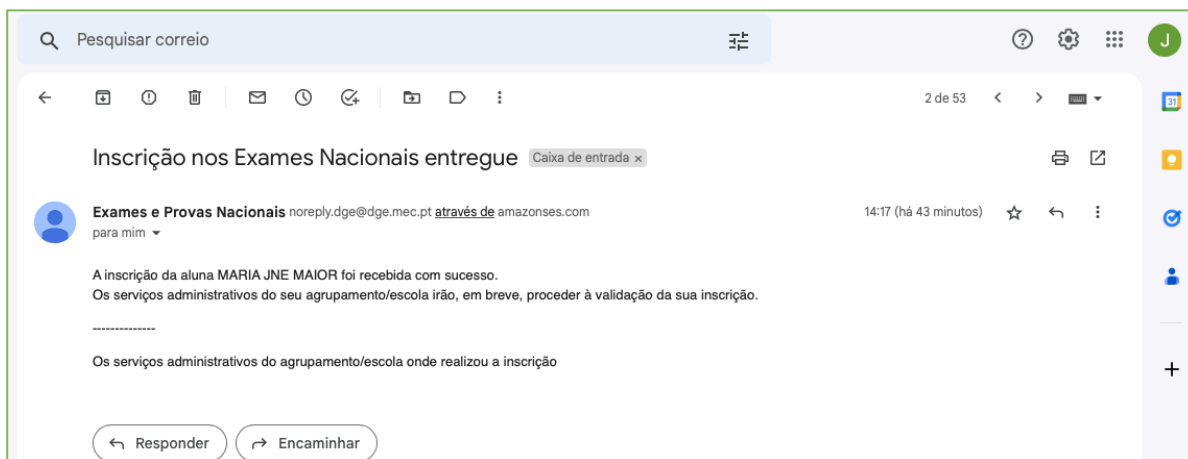 Pesquisar correio
J
2 de 53
31
Inscrição nos Exames Nacionais entregue Caixa de entrada ×
Exames e Provas Nacionais noreply.dge@dge.mec.pt através de amazonses.com 14:17 (há 43 minutos)
para mim
A inscrição da aluna MARIA JNE MAIOR foi recebida com sucesso.
Os serviços administrativos do seu agrupamento/escola irão, em breve, proceder à validação da sua inscrição.
--------------
Os serviços administrativos do agrupamento/escola onde realizou a inscrição
Responder Encaminhar